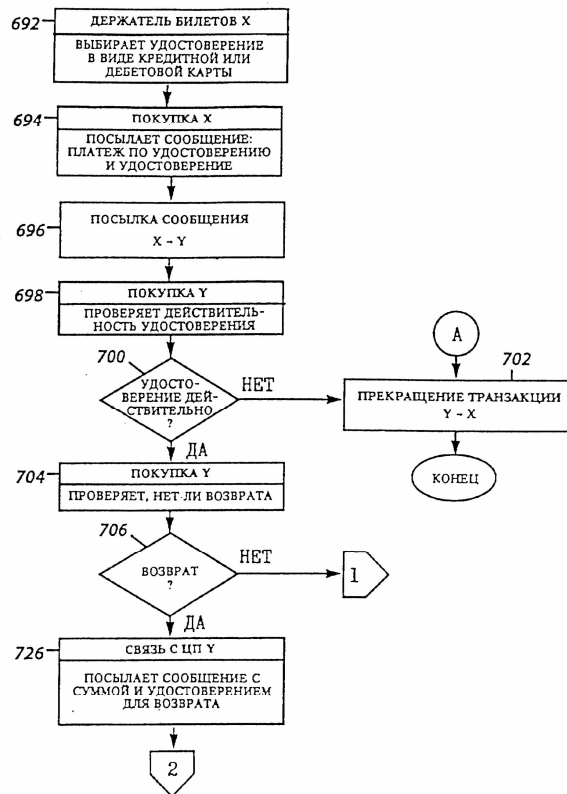 692
ДЕРЖАТЕЛЬ БИЛЕТОВ X
ВЫБИРАЕТ УДОСТОВЕРЕНИЕ
В ВИДЕ КРЕДИТНОЙ ИЛИ
ДЕБЕТОВОЙ КАРТЫ
694
ПОКУПКА X
ПОСЫЛАЕТ СООБЩЕНИЕ:
ПЛАТЕЖ ПО УДОСТОВЕРЕНИЮ
И УДОСТОВЕРЕНИЕ
696
ПОСЫЛКА СООБЩЕНИЯ
X - Y
698
ПОКУПКА Y
ПРОВЕРЯЕТ ДЕЙСТВИТЕЛЬ-
НОСТЬ УДОСТОВЕРЕНИЯ
700
УДОСТО-
ВЕРЕНИЕ ДЕЙ-
СТВИТЕЛЬНО
?
НЕТ
ДА
A
702
ПРЕКРАЩЕНИЕ ТРАНЗАКЦИИ
Y - X
КОНЕЦ
704
ПОКУПКА Y
ПРОВЕРЯЕТ, НЕТ ЛИ ВОЗВРАТА
706
ВОЗВРАТ
?
НЕТ
1
ДА
726
СВЯЗЬ С ЦП Y
ПОСЫЛАЕТ СООБЩЕНИЕ С
СУММОЙ И УДОСТОВЕРЕНИЕМ
ДЛЯ ВОЗВРАТА
2